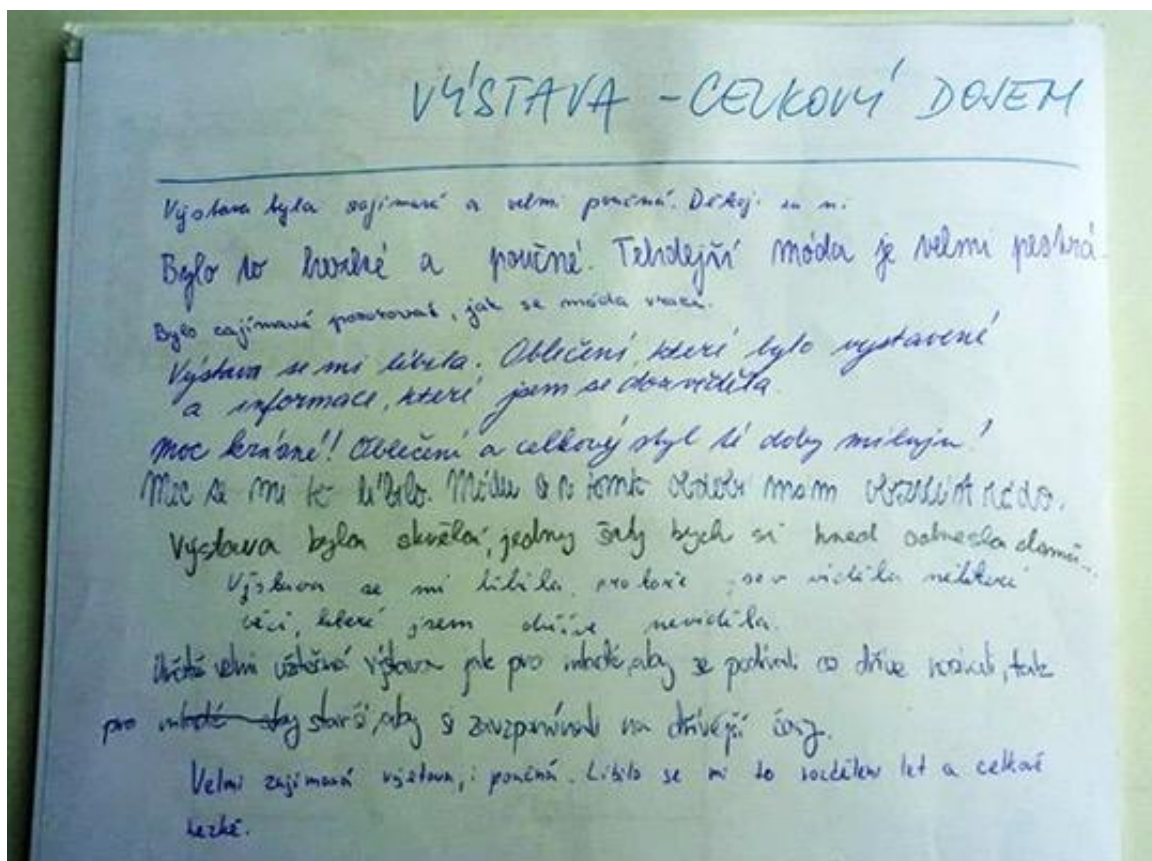 VÝSTAVA - CELKOVÝ DOJEM
Výstava byla zajímavá a velmi poučná. Děkuji za ni.
Bylo to hezké a poučné. Tehdejší móda je velmi pestrá
Bylo zajímavé pozorovat, jak se móda vrací.
Výstava se mi líbila. Oblečení, které bylo vystavené
a informace, které jsem se dozvěděla.
Moc krásné! Oblečení a celkový styl té doby miluju!
Moc se mi to líbilo. Módu v tomto období mám obzvlášť rádo.
Výstava byla skvělá, jedny šaty bych si hned odnesla domů...
Výstava se mi líbila, protože jsem viděla některé
věci, které jsem dříve neviděla.
Určitě velmi užitečná výstava jak pro mladé, aby se podívali co dříve nosívali, tak
pro mladé aby starší, aby si zavzpomínali na dřívější časy.
Velmi zajímavá výstava, i poučná. Líbilo se mi to rozdělení let a celkově
hezké.